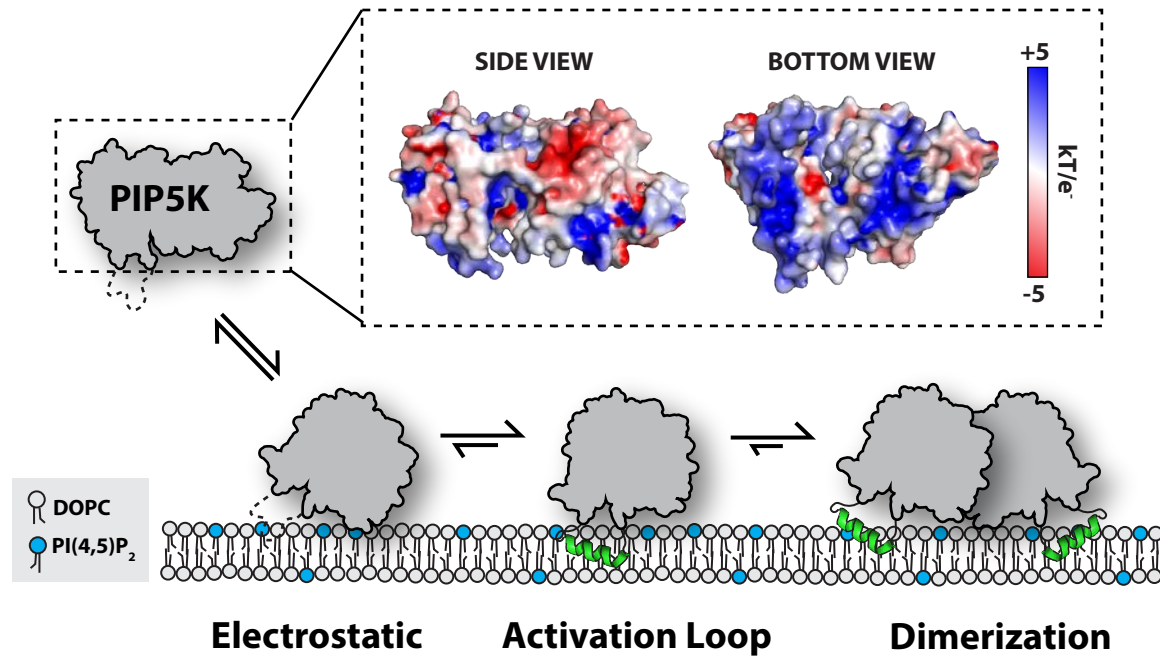 SIDE VIEW
BOTTOM VIEW
+5
kT/e⁻
-5
PIP5K
DOPC
PI(4,5)P₂
Electrostatic
Activation Loop
Dimerization